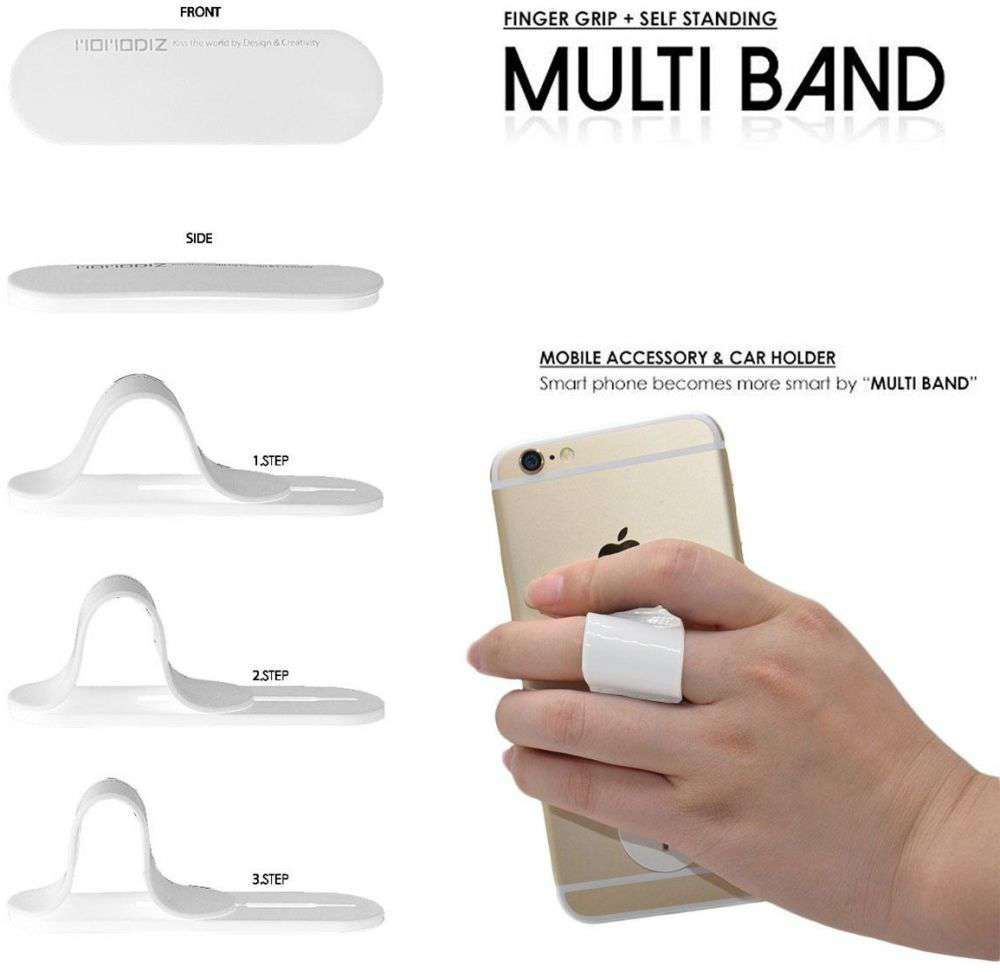 FRONT
MOMODIZ Kiss the world by Design & Creativity
FINGER GRIP + SELF STANDING
MULTI BAND
SIDE
MOMODIZ
MOBILE ACCESSORY & CAR HOLDER
Smart phone becomes more smart by “MULTI BAND”
1.STEP
2.STEP
3.STEP